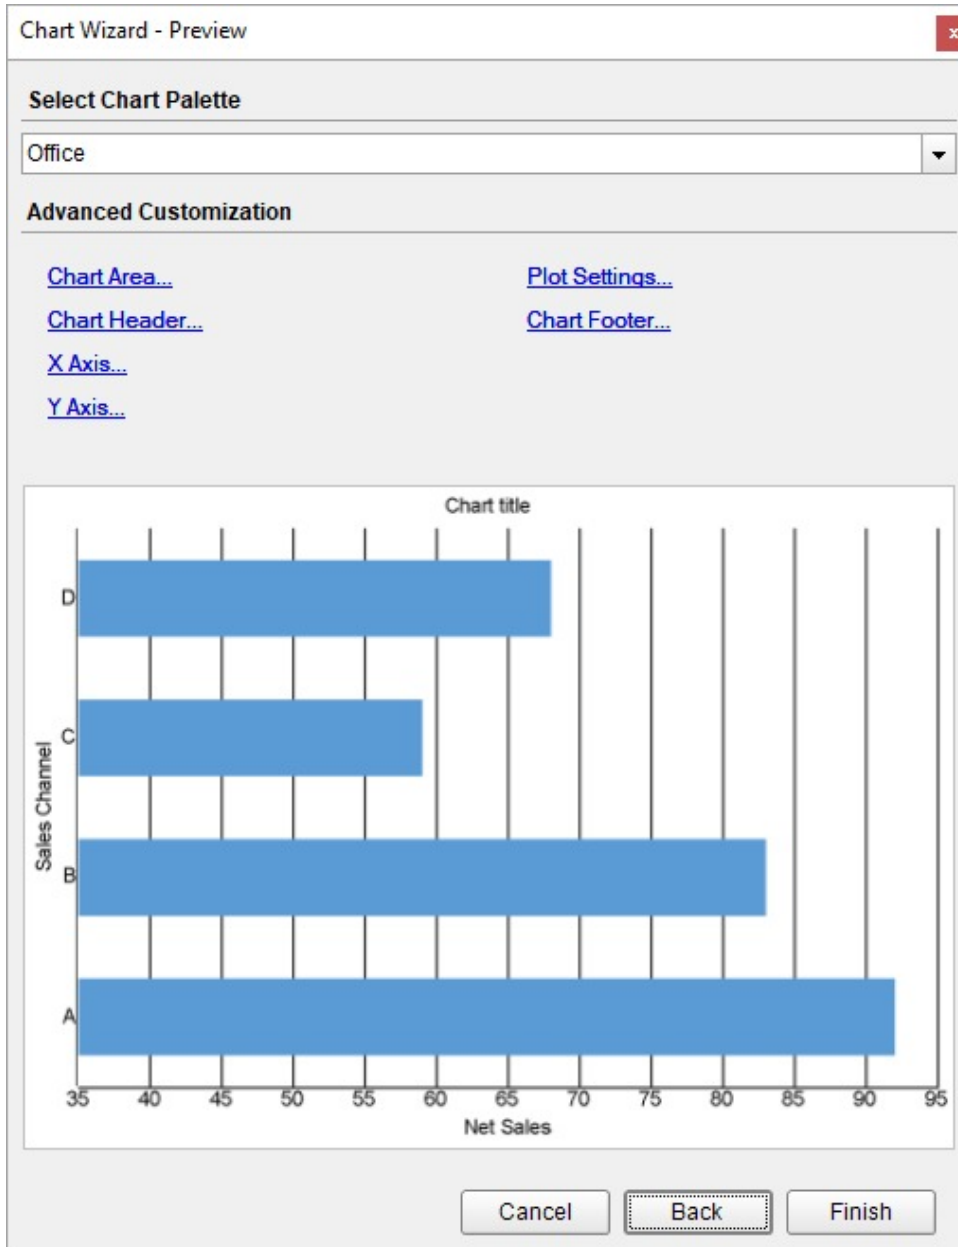 Chart Wizard - Preview
x
Select Chart Palette
Office
Advanced Customization
Chart Area...
Plot Settings...
Chart Header...
Chart Footer...
X Axis...
Y Axis...
Chart title
D
C
B
A
Sales Channel
35 40 45 50 55 60 65 70 75 80 85 90 95
Net Sales
Cancel
Back
Finish